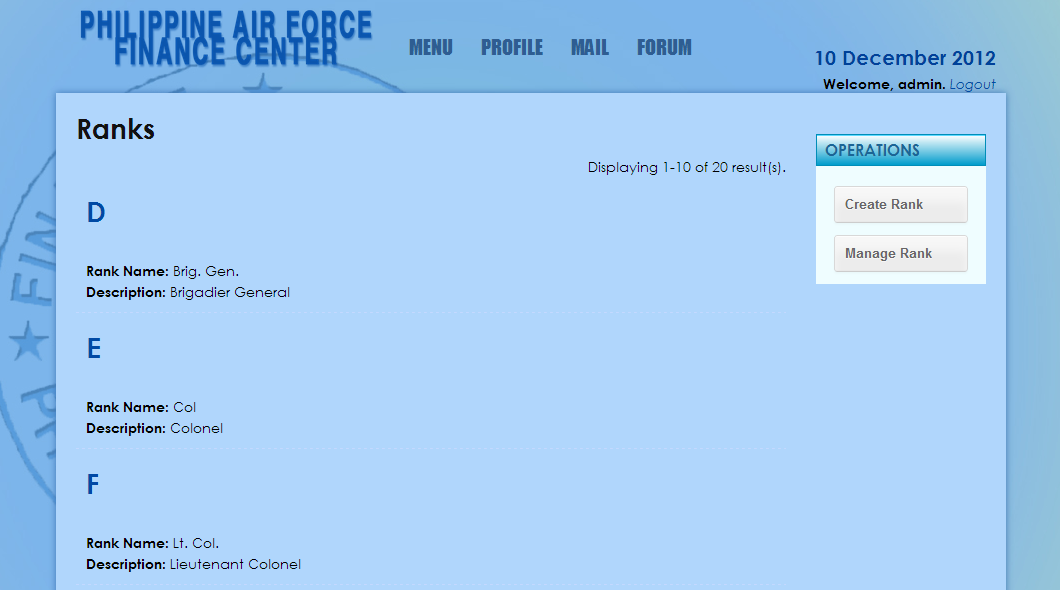 PHILIPPINE AIR FORCE
FINANCE CENTER
MENU PROFILE MAIL FORUM
10 December 2012
Welcome, admin. Logout
Ranks
Displaying 1-10 of 20 result(s).
OPERATIONS
Create Rank
Manage Rank
D
Rank Name: Brig. Gen.
Description: Brigadier General
E
Rank Name: Col
Description: Colonel
F
Rank Name: Lt. Col.
Description: Lieutenant Colonel